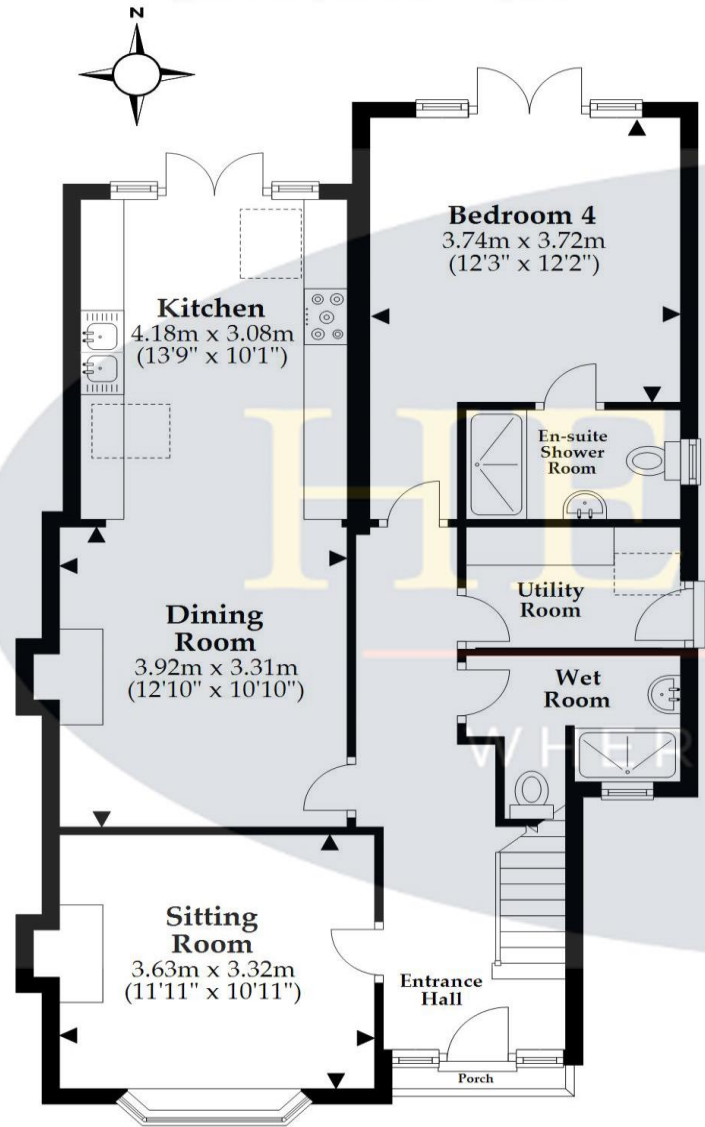 N
Bedroom 4
3.74m x 3.72m
(12'3" x 12'2")
Kitchen
4.18m x 3.08m
(13'9" x 10'1")
En-suite
Shower
Room
HE
Utility
Room
Dining
Room
3.92m x 3.31m
(12'10" x 10'10")
Wet
Room
WHER
Sitting
Room
3.63m x 3.32m
(11'11" x 10'11")
Entrance
Hall
Porch